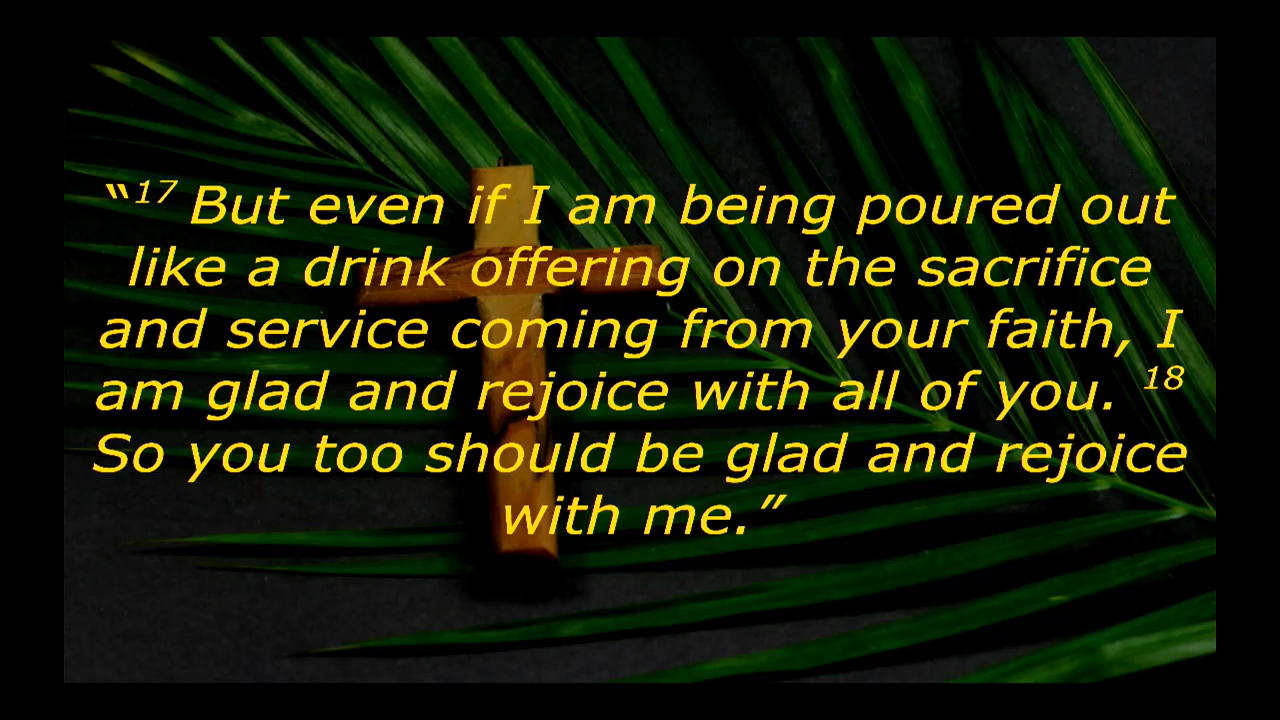 “17 But even if I am being poured out
like a drink offering on the sacrifice
and service coming from your faith, I
am glad and rejoice with all of you. 18
So you too should be glad and rejoice
with me.”